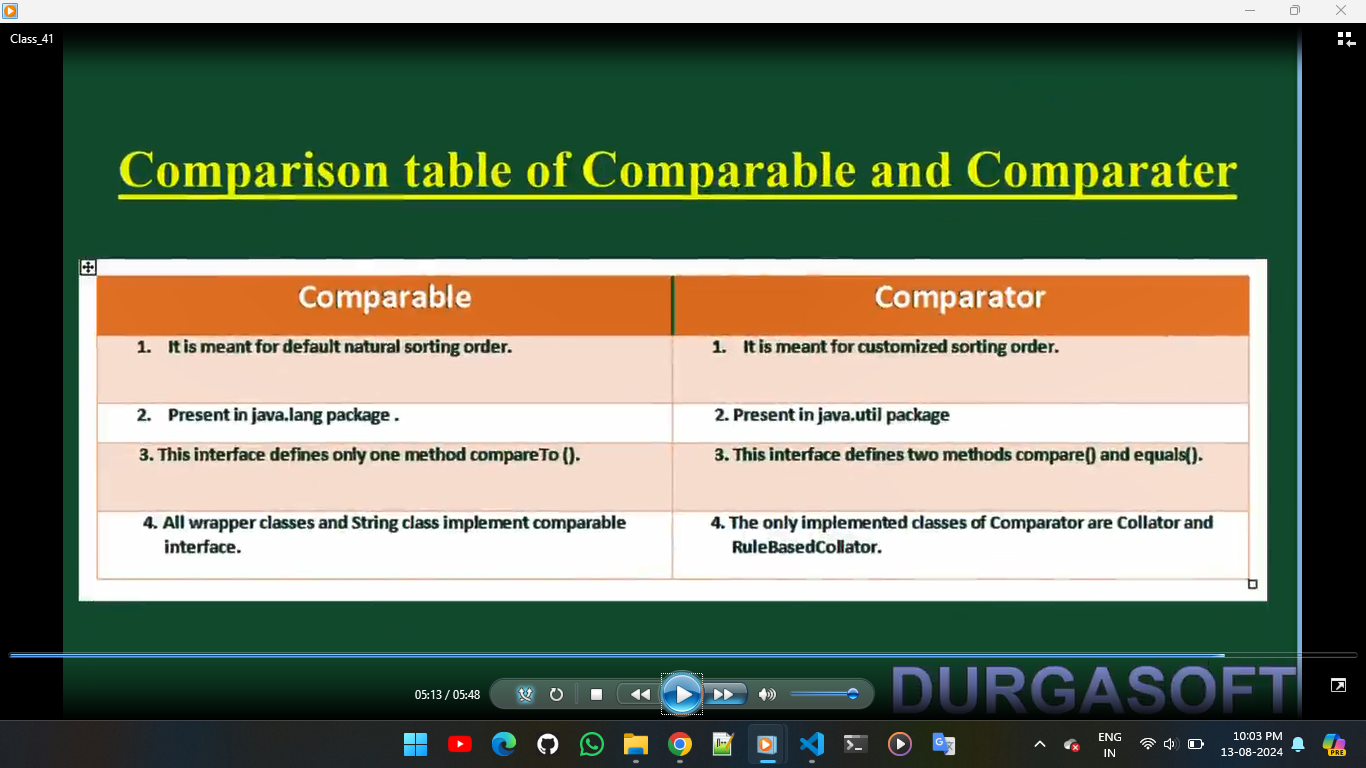 Class_41
Comparison table of Comparable and Comparater
Comparable
Comparator
1. It is meant for default natural sorting order.
1. It is meant for customized sorting order.
2. Present in java.lang package .
2. Present in java.util package
3. This interface defines only one method compareTo ().
3. This interface defines two methods compare() and equals().
4. All wrapper classes and String class implement comparable
interface.
4. The only implemented classes of Comparator are Collator and
RuleBasedCollator.
DURGASOFT
05:13 / 05:48
ENG
IN
10:03 PM
13-08-2024
PRE